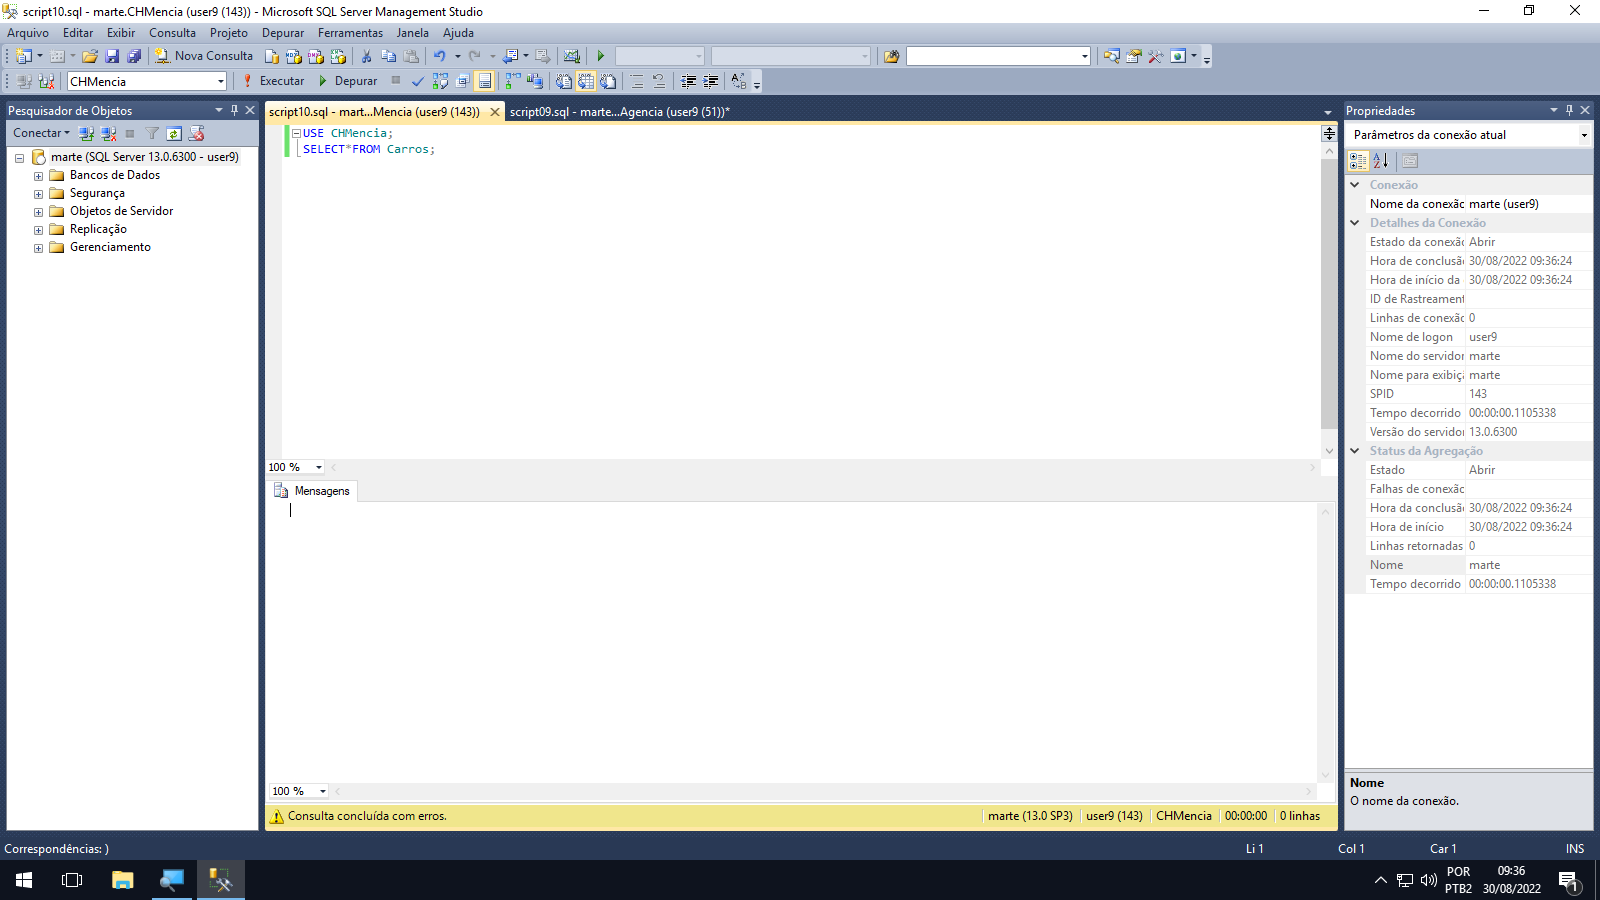 script10.sql - marte.CHMencia (user9 (143)) - Microsoft SQL Server Management Studio
Arquivo Editar Exibir Consulta Projeto Depurar Ferramentas Janela Ajuda
Nova Consulta
CHMencia Executar Depurar
Pesquisador de Objetos
Conectar
marte (SQL Server 13.0.6300 - user9)
Bancos de Dados
Segurança
Objetos de Servidor
Replicação
Gerenciamento
script10.sql - mart...Mencia (user9 (143)) script09.sql - marte...Agencia (user9 (51))*
USE CHMencia;
SELECT*FROM Carros;
100 %
Mensagens
100 %
Consulta concluída com erros. marte (13.0 SP3) user9 (143) CHMencia 00:00:00 0 linhas
Propriedades
Parâmetros da conexão atual
Conexão
Nome da conexão marte (user9)
Detalhes da Conexão
Estado da conexã Abrir
Hora de conclusã 30/08/2022 09:36:24
Hora de início da 30/08/2022 09:36:24
ID de Rastreament
Linhas de conexão 0
Nome de logon user9
Nome do servidor marte
Nome para exibiç marte
SPID 143
Tempo decorrido 00:00:00.1105338
Versão do servidor 13.0.6300
Status da Agregação
Estado Abrir
Falhas de conexão
Hora da conclusã 30/08/2022 09:36:24
Hora de início 30/08/2022 09:36:24
Linhas retornadas 0
Nome marte
Tempo decorrido 00:00:00.1105338
Nome
O nome da conexão.
Correspondências: ) Li 1 Col 1 Car 1 INS
POR
PTB2
09:36
30/08/2022
1